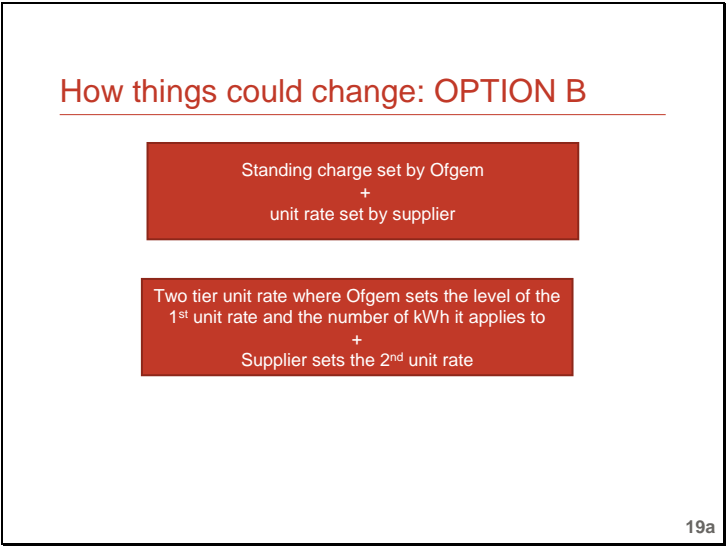 How things could change: OPTION B
Standing charge set by Ofgem
+
unit rate set by supplier
Two tier unit rate where Ofgem sets the level of the
1st unit rate and the number of kWh it applies to
+
Supplier sets the 2nd unit rate
19a